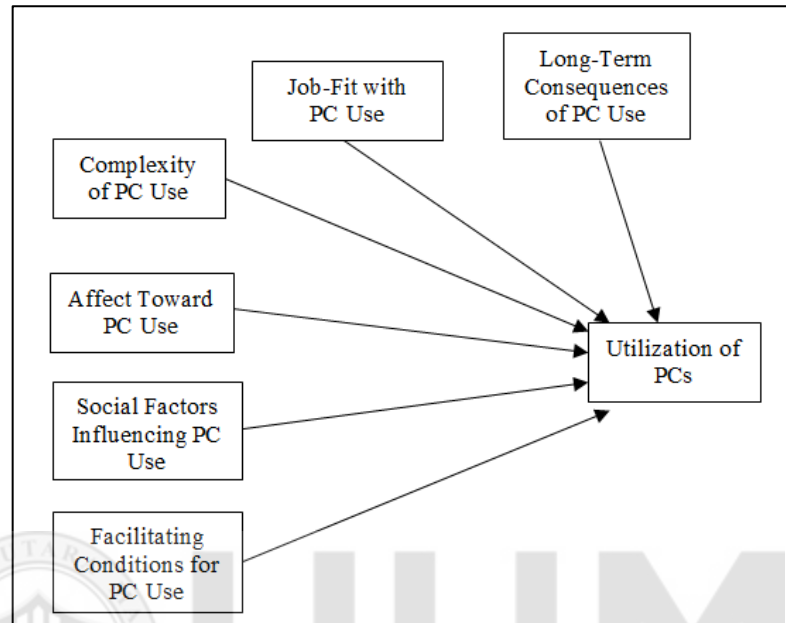 Long-Term
Consequences
of PC Use
Job-Fit with
PC Use
Complexity
of PC Use
Affect Toward
PC Use
Utilization of
PCs
Social Factors
Influencing PC
Use
Facilitating
Conditions for
PC Use
UUM